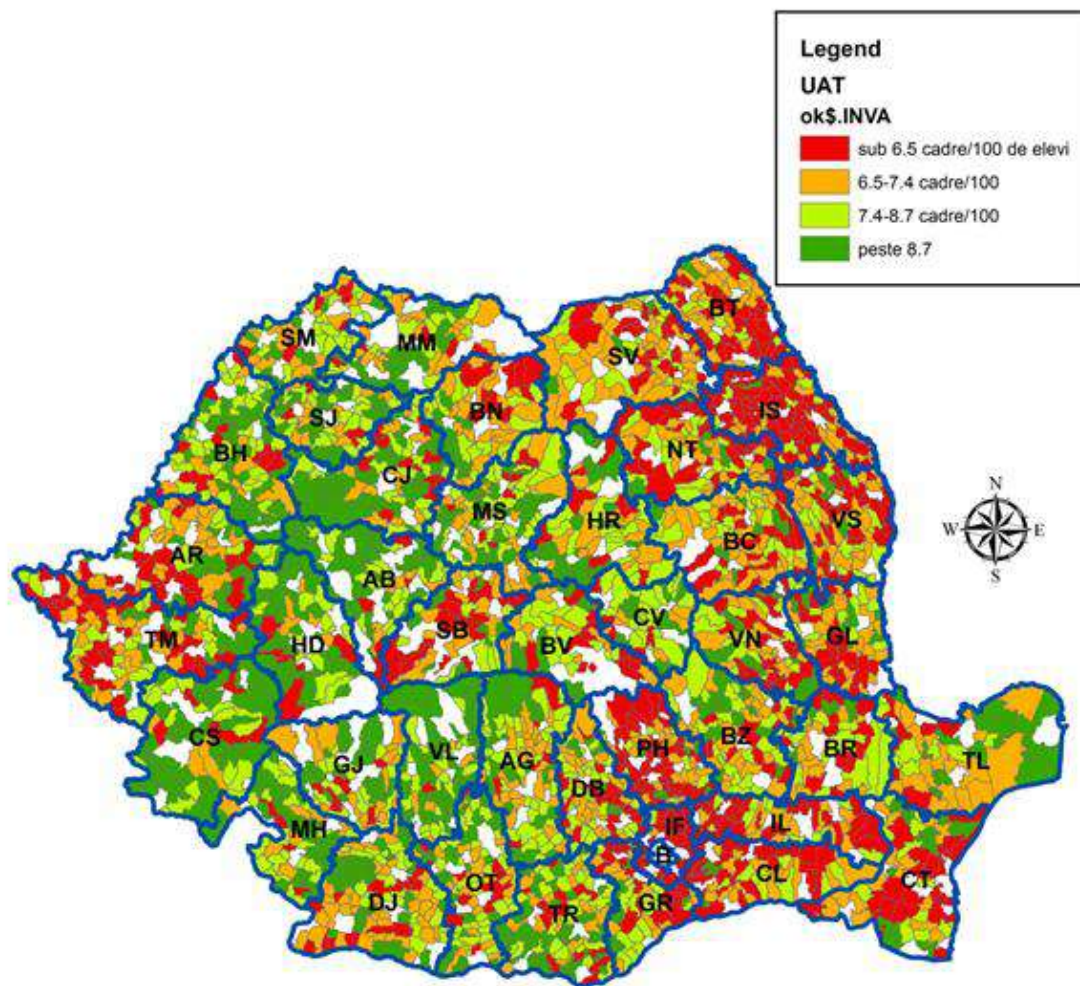 Legend
UAT
ok$.INVA
sub 6.5 cadre/100 de elevi
6.5-7.4 cadre/100
7.4-8.7 cadre/100
peste 8.7
BT
SM
MM
SV
IS
BN
SJ
NT
BH
CJ
MS
HR
VS
BC
AR
AB
CV
SB
TM
HD
BV
VN
GL
CS
GJ
VL
AG
PH
BZ
BR
TL
DB
MH
IF
IL
B
OT
CL
CT
DJ
TR
GR
N
W E
S